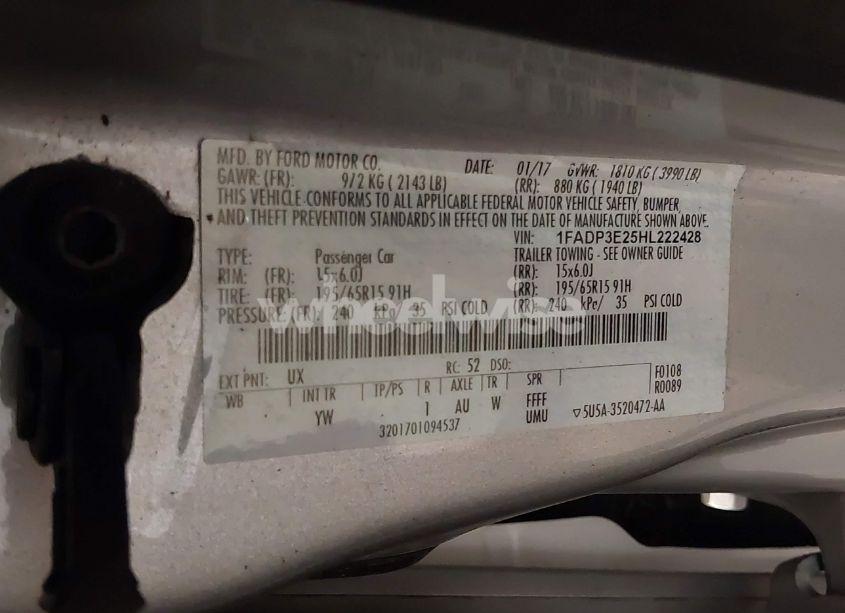 MFD. BY FORD MOTOR CO. DATE: 01/17 GVWR: 1810 KG ( 3990 LB)
GAWR: (FR): 972 KG ( 2143 LB) (RR): 880 KG ( 1940 LB)
THIS VEHICLE CONFORMS TO ALL APPLICABLE FEDERAL MOTOR VEHICLE SAFETY, BUMPER,
AND THEFT PREVENTION STANDARDS IN EFFECT ON THE DATE OF MANUFACTURE SHOWN ABOVE.
VIN: 1FADP3E25HL222428
TYPE: Passenger Car TRAILER TOWING - SEE OWNER GUIDE
RIM: (FR): 15x6.0J (RR): 15x6.0J
TIRE: (FR): 195/65R15 91H (RR): 195/65R15 91H
PRESSURE: (FR): 240 kPa/ 35 PSI COLD (RR): 240 kPa/ 35 PSI COLD
wheelwise
EXT PNT: UX RC: 52 DSO: F0108
WB INT TR TP/PS R AXLE TR SPR R0089
YW 1 AU W FFFF
UMU ▽5U5A-3520472-AA
3201701094537